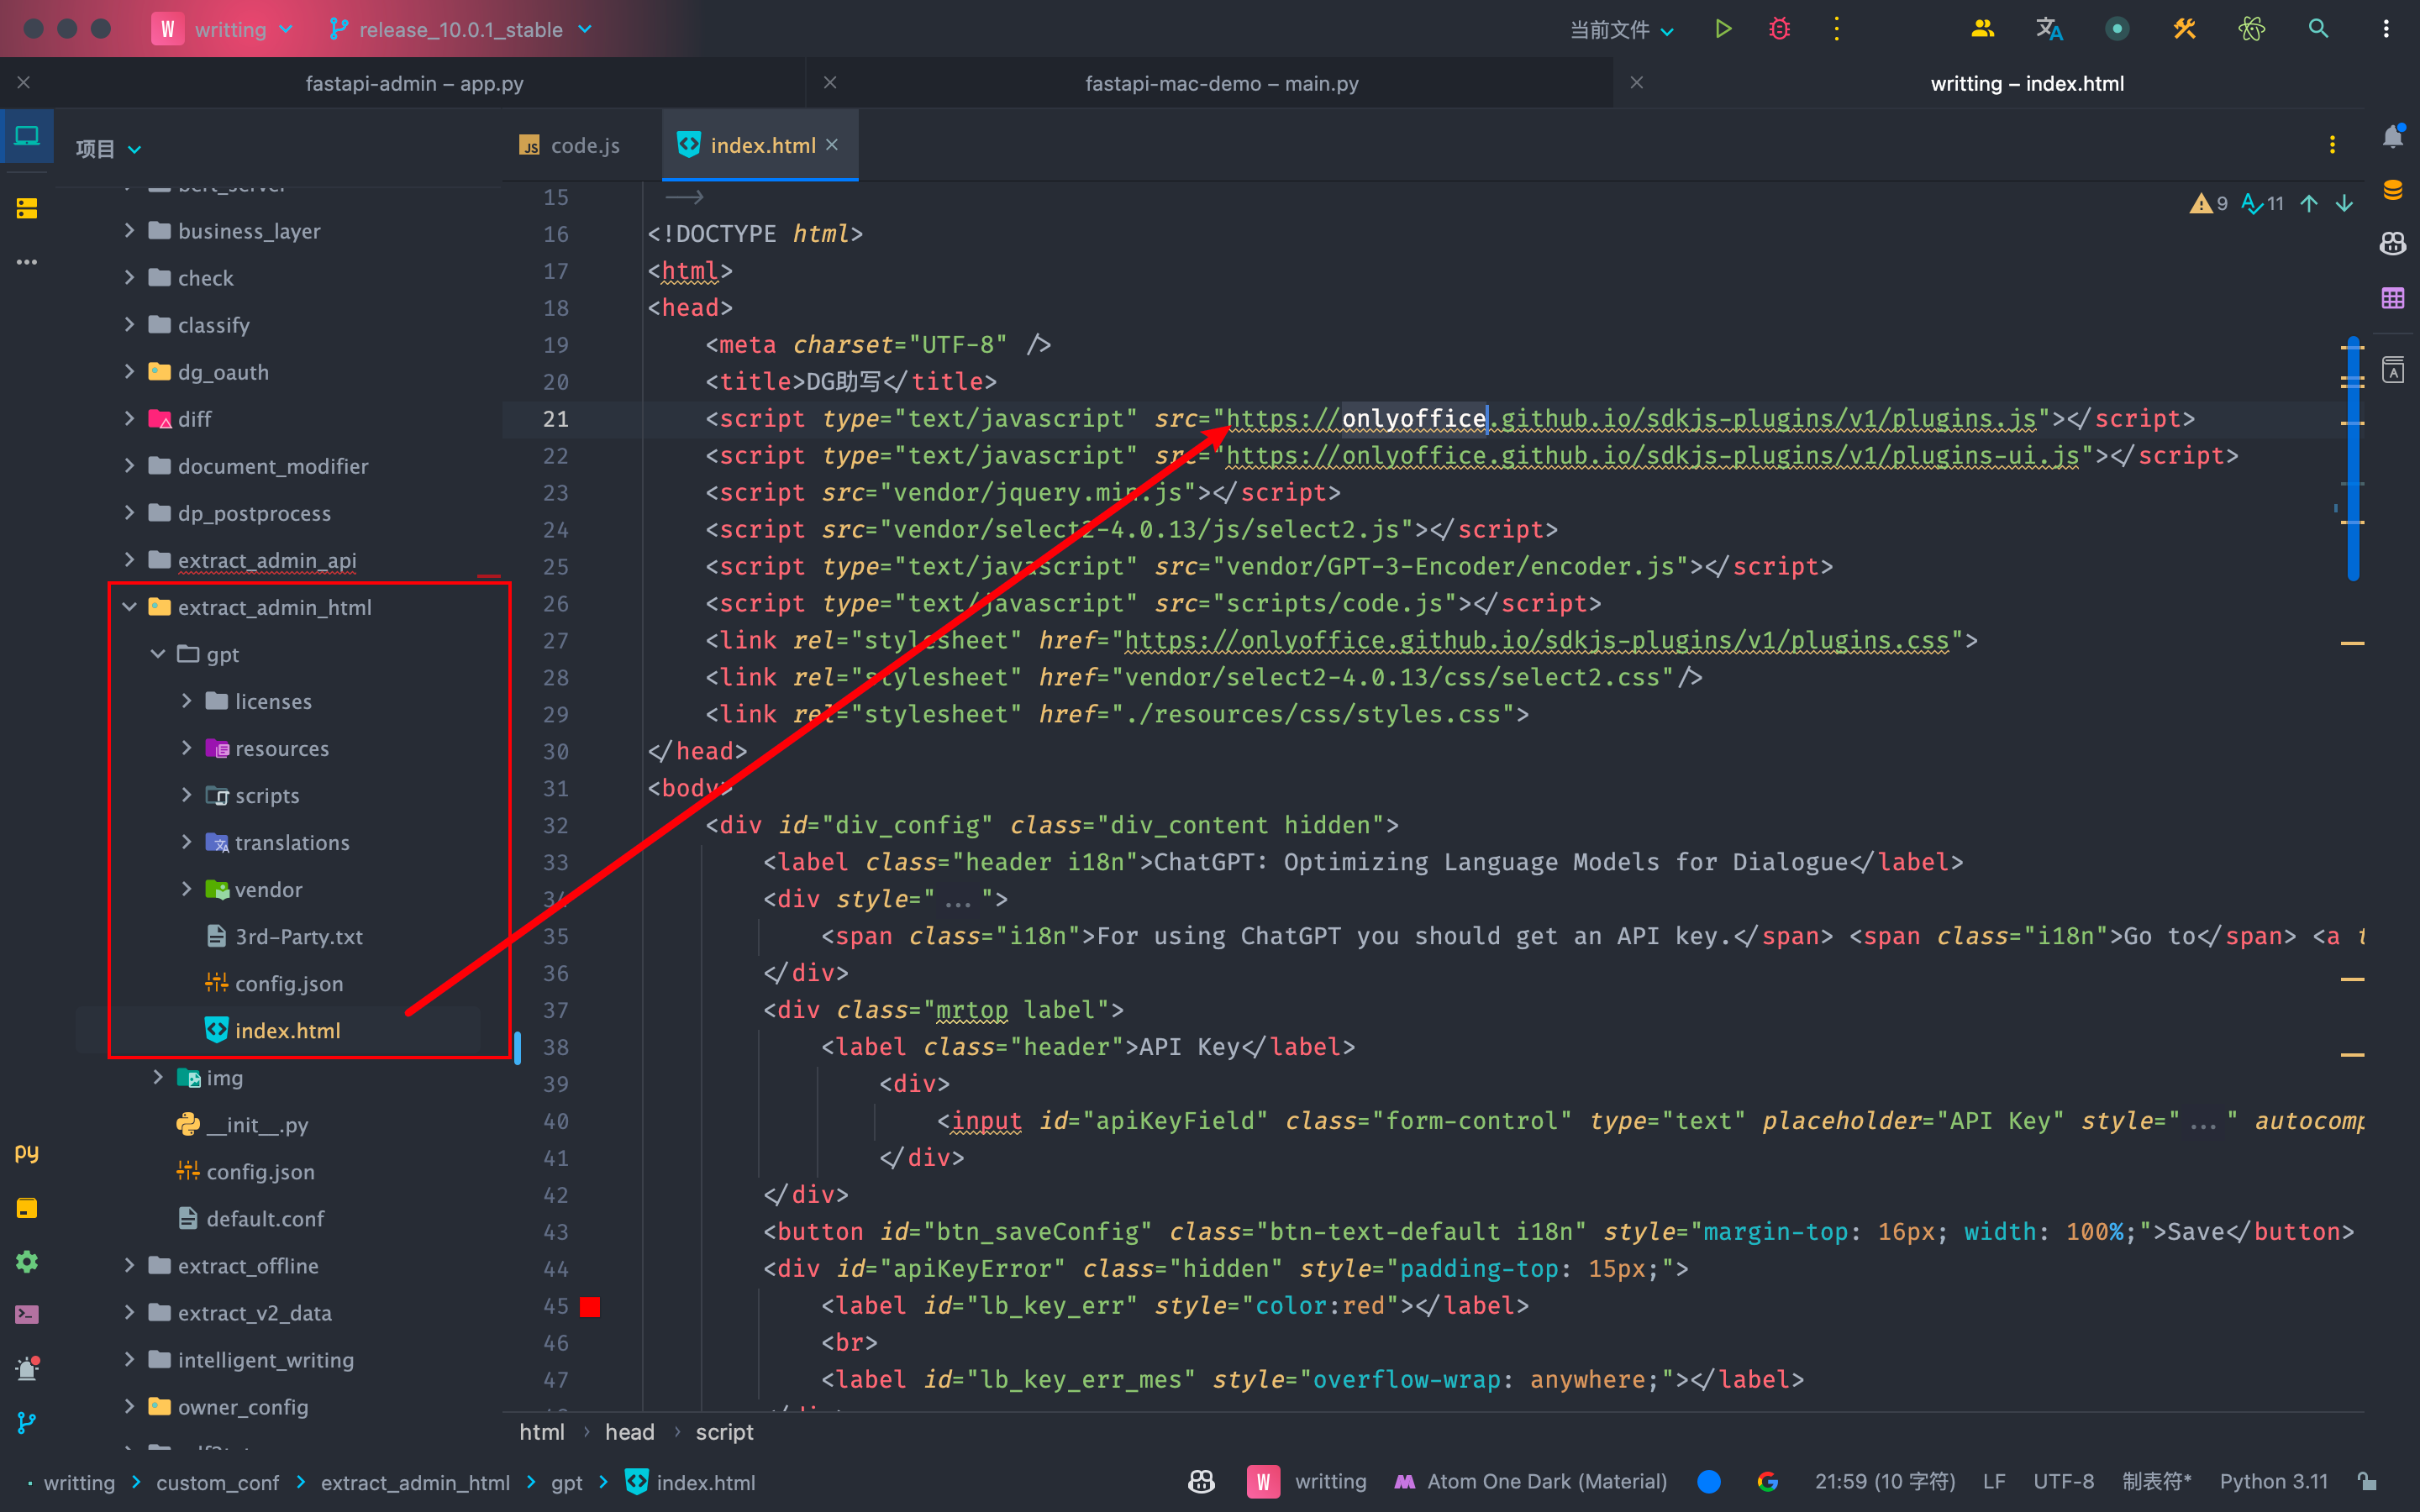 W writting release_10.0.1_stable 当前文件
fastapi-admin – app.py fastapi-mac-demo – main.py writting – index.html
项目
business_layer
check
classify
dg_oauth
diff
document_modifier
dp_postprocess
extract_admin_api
extract_admin_html
gpt
licenses
resources
scripts
translations
vendor
3rd-Party.txt
config.json
index.html
img
__init__.py
config.json
default.conf
extract_offline
extract_v2_data
intelligent_writing
owner_config
py
JS code.js index.html
9 11
15 -->
16 <!DOCTYPE html>
17 <html>
18 <head>
19 <meta charset="UTF-8" />
20 <title>DG助写</title>
21 <script type="text/javascript" src="https://onlyoffice.github.io/sdkjs-plugins/v1/plugins.js"></script>
22 <script type="text/javascript" src="https://onlyoffice.github.io/sdkjs-plugins/v1/plugins-ui.js"></script>
23 <script src="vendor/jquery.min.js"></script>
24 <script src="vendor/select2-4.0.13/js/select2.js"></script>
25 <script type="text/javascript" src="vendor/GPT-3-Encoder/encoder.js"></script>
26 <script type="text/javascript" src="scripts/code.js"></script>
27 <link rel="stylesheet" href="https://onlyoffice.github.io/sdkjs-plugins/v1/plugins.css">
28 <link rel="stylesheet" href="vendor/select2-4.0.13/css/select2.css"/>
29 <link rel="stylesheet" href="./resources/css/styles.css">
30 </head>
31 <body>
32 <div id="div_config" class="div_content hidden">
33 <label class="header i18n">ChatGPT: Optimizing Language Models for Dialogue</label>
34 <div style="...">
35 <span class="i18n">For using ChatGPT you should get an API key.</span> <span class="i18n">Go to</span> <a t
36 </div>
37 <div class="mrtop label">
38 <label class="header">API Key</label>
39 <div>
40 <input id="apiKeyField" class="form-control" type="text" placeholder="API Key" style="..." autocomp
41 </div>
42 </div>
43 <button id="btn_saveConfig" class="btn-text-default i18n" style="margin-top: 16px; width: 100%;">Save</button>
44 <div id="apiKeyError" class="hidden" style="padding-top: 15px;">
45 <label id="lb_key_err" style="color:red"></label>
46 <br>
47 <label id="lb_key_err_mes" style="overflow-wrap: anywhere;"></label>
html › head › script
writting > custom_conf > extract_admin_html > gpt > index.html W writting Atom One Dark (Material) 21:59 (10 字符) LF UTF-8 制表符* Python 3.11